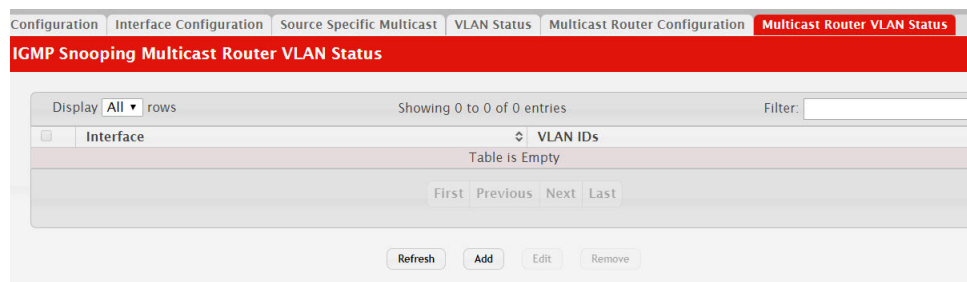 Configuration Interface Configuration Source Specific Multicast VLAN Status Multicast Router Configuration Multicast Router VLAN Status
IGMP Snooping Multicast Router VLAN Status
Display All rows Showing 0 to 0 of 0 entries Filter:
Interface VLAN IDs
Table is Empty
First Previous Next Last
Refresh Add Edit Remove